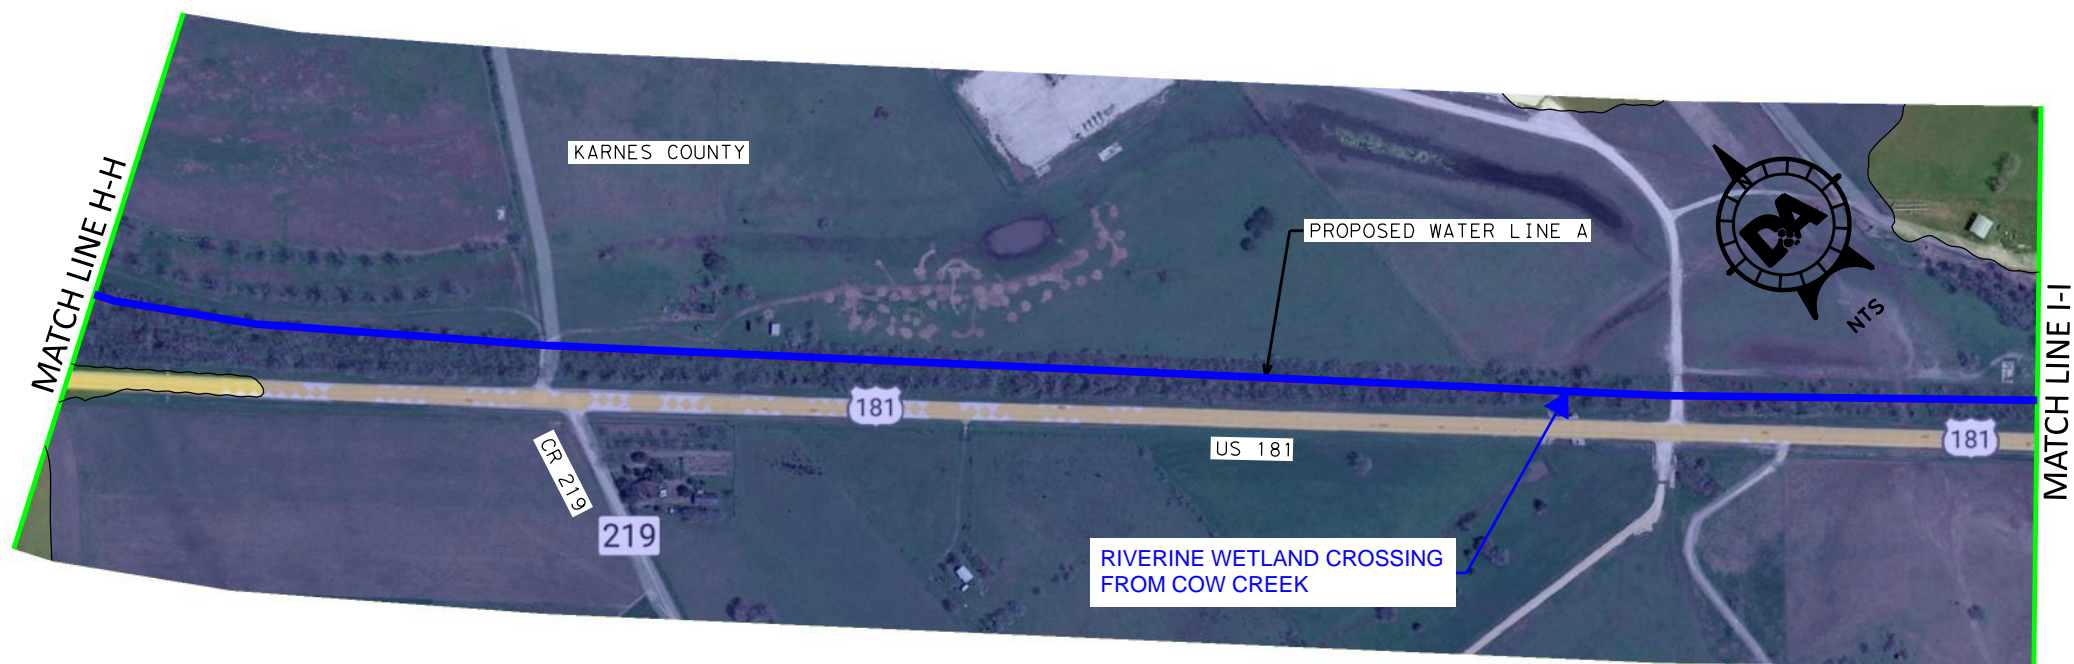 MATCH LINE H-H
KARNES COUNTY
PROPOSED WATER LINE A
N
DA
NTS
MATCH LINE I-I
181
US 181
181
CR 219
219
RIVERINE WETLAND CROSSING
FROM COW CREEK